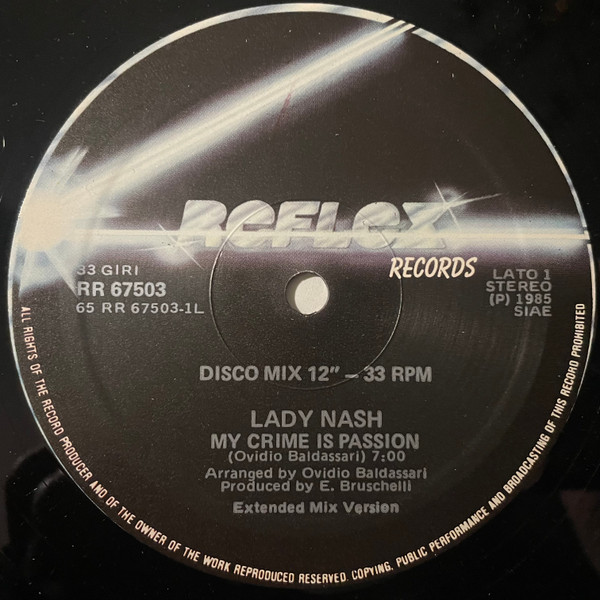 REFLEX
RECORDS
33 GIRI
RR 67503
65 RR 67503-1L
LATO 1
STEREO
(P) 1985
SIAE
DISCO MIX 12" – 33 RPM
LADY NASH
MY CRIME IS PASSION
(Ovidio Baldassari) 7:00
Arranged by Ovidio Baldassari
Produced by E. Bruschelli
Extended Mix Version
ALL RIGHTS OF THE RECORD PRODUCER AND OF THE OWNER OF THE WORK REPRODUCED RESERVED. COPYING, PUBLIC PERFORMANCE AND BROADCASTING OF THIS RECORD PROHIBITED